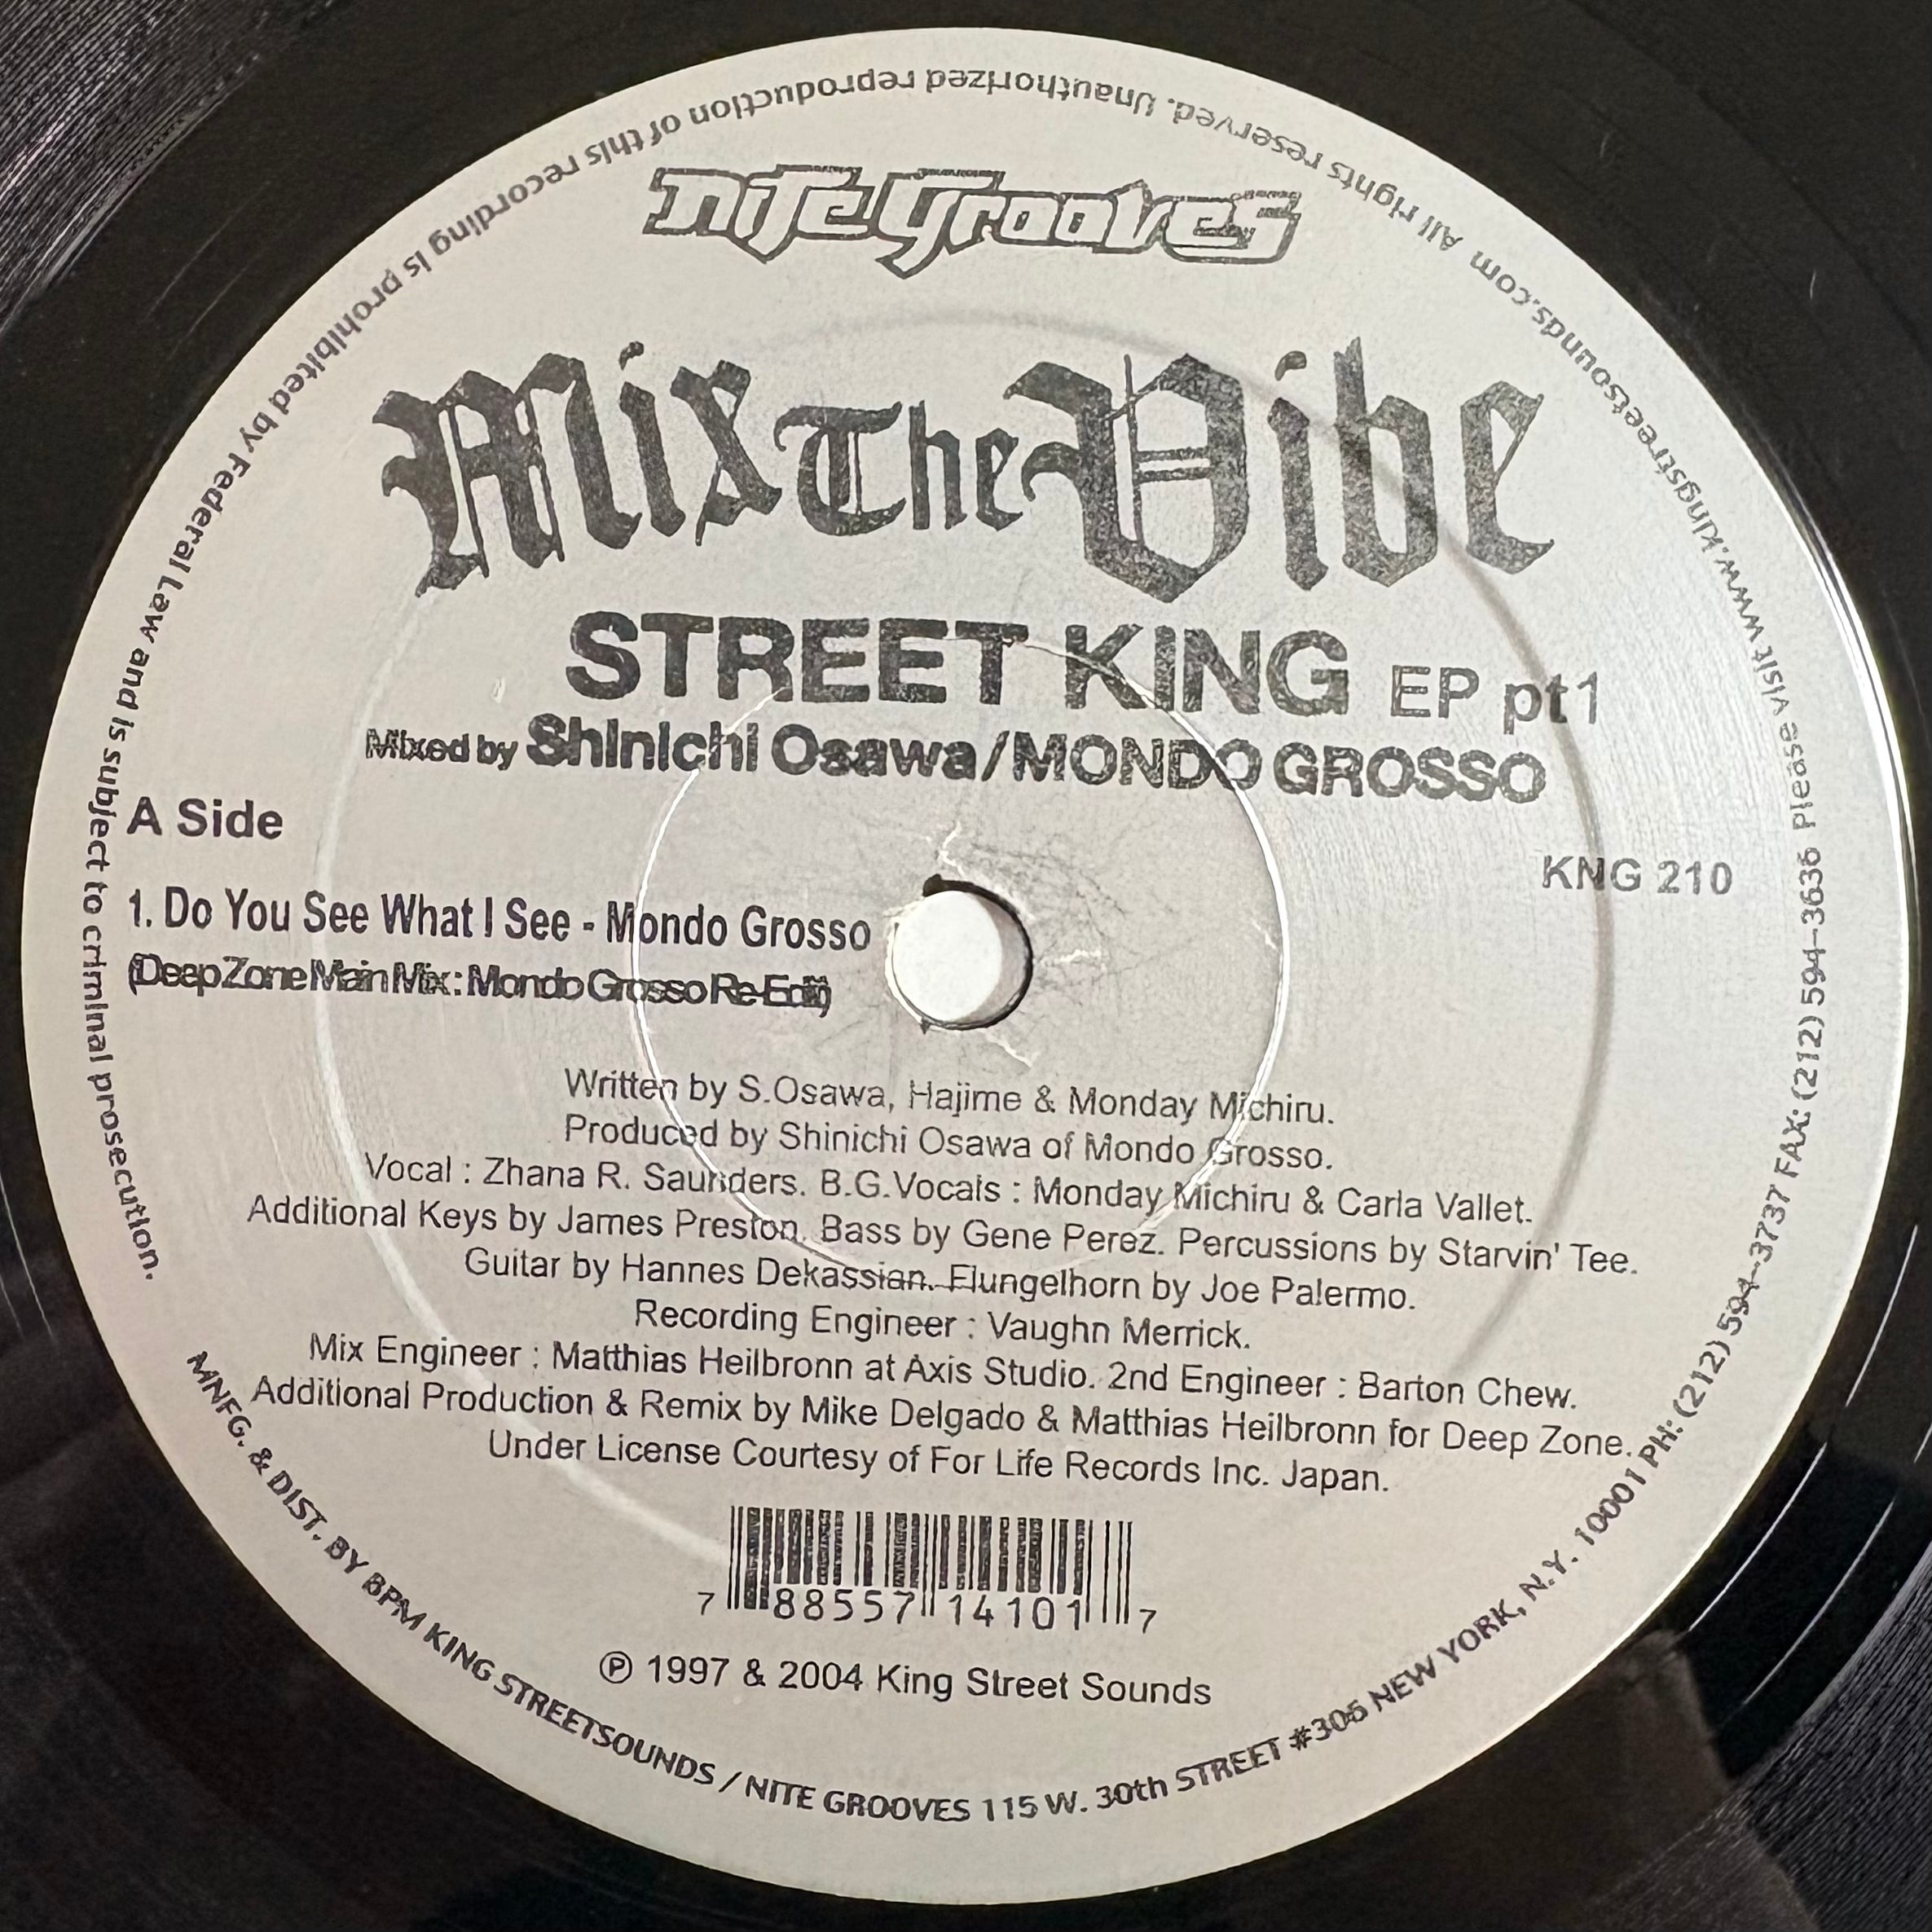 nite Grooves
Mix The Vibe
STREET KING EP pt1
Mixed by Shinichi Osawa/MONDO GROSSO
A Side
KNG 210
1. Do You See What I See - Mondo Grosso
(Deep Zone Main Mix : Mondo Grosso Re-Edit)
Written by S.Osawa, Hajime & Monday Michiru.
Produced by Shinichi Osawa of Mondo Grosso.
Vocal : Zhana R. Saunders. B.G.Vocals : Monday Michiru & Carla Vallet.
Additional Keys by James Preston. Bass by Gene Perez. Percussions by Starvin' Tee.
Guitar by Hannes Dekassian. Flungelhorn by Joe Palermo.
Recording Engineer : Vaughn Merrick.
Mix Engineer : Matthias Heilbronn at Axis Studio. 2nd Engineer : Barton Chew.
Additional Production & Remix by Mike Delgado & Matthias Heilbronn for Deep Zone.
Under License Courtesy of For Life Records Inc. Japan.
7 88557 14101 7
℗ 1997 & 2004 King Street Sounds
MNFG. & DIST. BY BPM KING STREETSOUNDS / NITE GROOVES 115 W. 30th STREET #306 NEW YORK, N.Y. 10001 PH: (212) 594-3737 FAX: (212) 594-3636 Please visit www.kingstreetsounds.com All rights reserved. Unauthorized reproduction of this recording is prohibited by Federal Law and is subject to criminal prosecution.